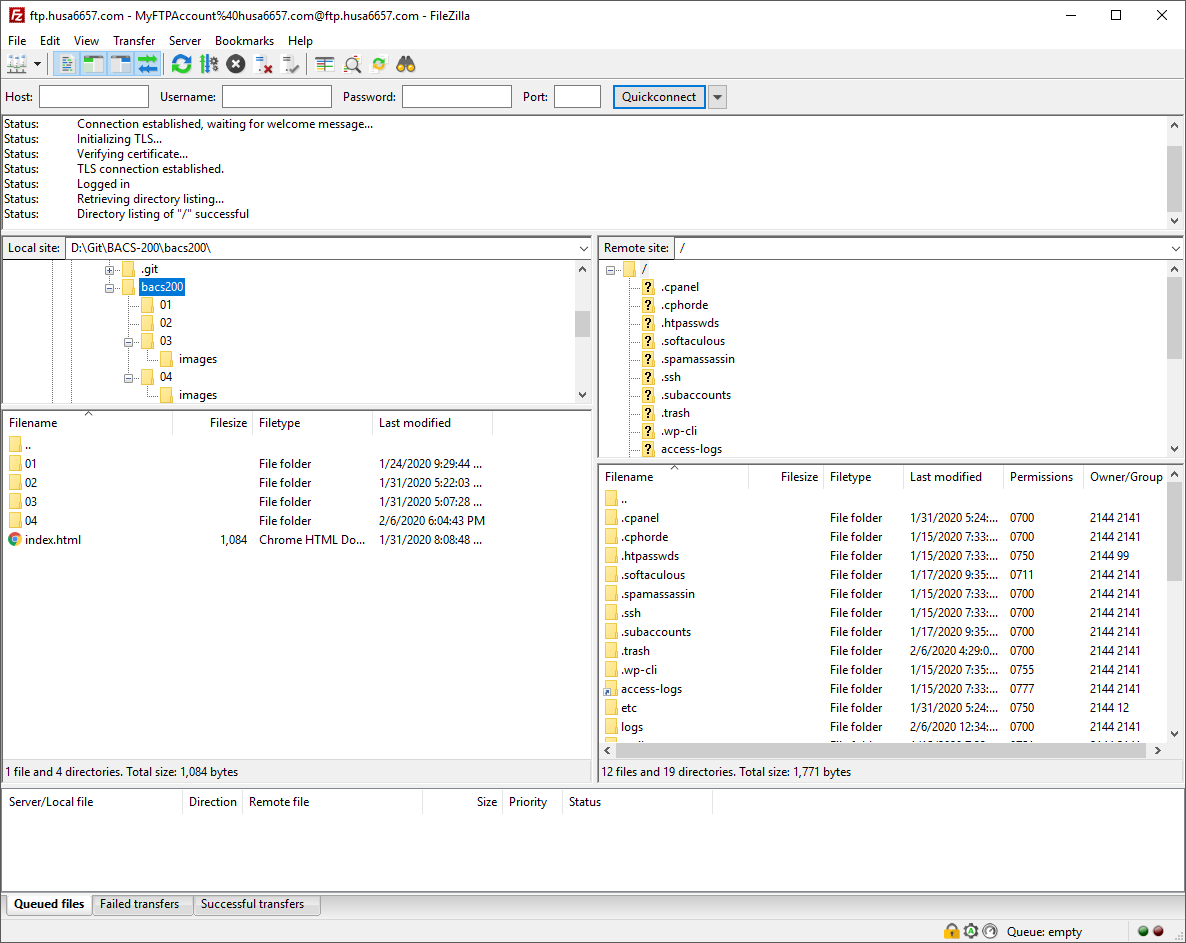 ftp.husa6657.com - MyFTPAccount%40husa6657.com@ftp.husa6657.com - FileZilla
File Edit View Transfer Server Bookmarks Help
Host: Username: Password: Port: Quickconnect
Status: Connection established, waiting for welcome message...
Status: Initializing TLS...
Status: Verifying certificate...
Status: TLS connection established.
Status: Logged in
Status: Retrieving directory listing...
Status: Directory listing of "/" successful
Local site: D:\Git\BACS-200\bacs200\
.git
bacs200
01
02
03
images
04
images
Filename Filesize Filetype Last modified
..
01 File folder 1/24/2020 9:29:44 ...
02 File folder 1/31/2020 5:22:03 ...
03 File folder 1/31/2020 5:07:28 ...
04 File folder 2/6/2020 6:04:43 PM
index.html 1,084 Chrome HTML Do... 1/31/2020 8:08:48 ...
1 file and 4 directories. Total size: 1,084 bytes
Remote site: /
/
.cpanel
.cphorde
.htpasswds
.softaculous
.spamassassin
.ssh
.subaccounts
.trash
.wp-cli
access-logs
Filename Filesize Filetype Last modified Permissions Owner/Group
..
.cpanel File folder 1/31/2020 5:24:... 0700 2144 2141
.cphorde File folder 1/15/2020 7:33:... 0700 2144 2141
.htpasswds File folder 1/15/2020 7:33:... 0750 2144 99
.softaculous File folder 1/17/2020 9:35:... 0711 2144 2141
.spamassassin File folder 1/15/2020 7:33:... 0700 2144 2141
.ssh File folder 1/15/2020 7:33:... 0700 2144 2141
.subaccounts File folder 1/17/2020 9:35:... 0700 2144 2141
.trash File folder 2/6/2020 4:29:0... 0700 2144 2141
.wp-cli File folder 1/15/2020 7:35:... 0755 2144 2141
access-logs File folder 1/15/2020 7:33:... 0777 2144 2141
etc File folder 1/31/2020 5:24:... 0750 2144 12
logs File folder 2/6/2020 12:34:... 0700 2144 2141
12 files and 19 directories. Total size: 1,771 bytes
Server/Local file Direction Remote file Size Priority Status
Queued files Failed transfers Successful transfers
Queue: empty